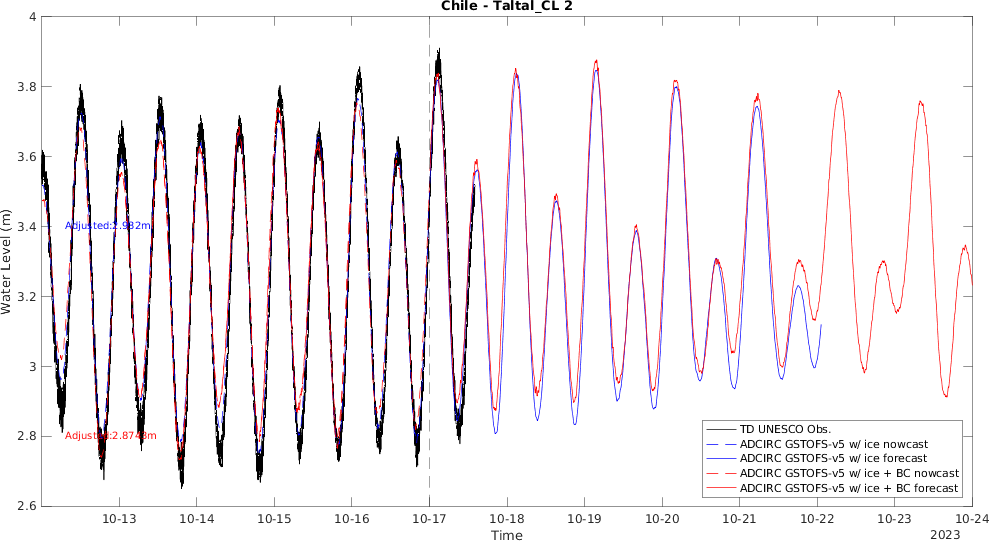 Chile - Taltal_CL 2
4
3.8
3.6
3.4
3.2
3
2.8
2.6
Water Level (m)
Adjusted:2.932m
Adjusted:2.8743m
TD UNESCO Obs.
ADCIRC GSTOFS-v5 w/ ice nowcast
ADCIRC GSTOFS-v5 w/ ice forecast
ADCIRC GSTOFS-v5 w/ ice + BC nowcast
ADCIRC GSTOFS-v5 w/ ice + BC forecast
10-13 10-14 10-15 10-16 10-17 10-18 10-19 10-20 10-21 10-22 10-23 10-24
Time
2023